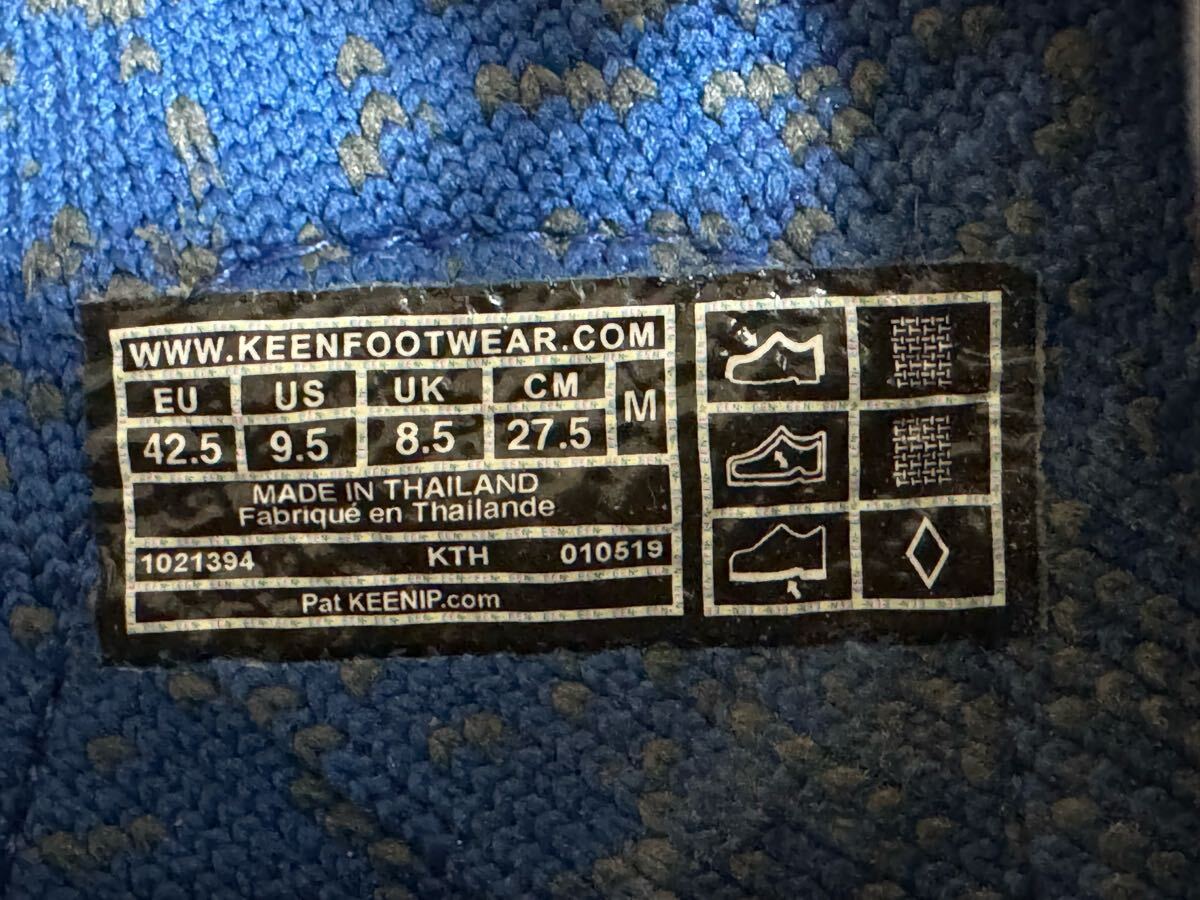 WWW.KEENFOOTWEAR.COM
EU US UK CM M
42.5 9.5 8.5 27.5
MADE IN THAILAND
Fabriqué en Thaïlande
1021394 KTH 010519
Pat KEENIP.com